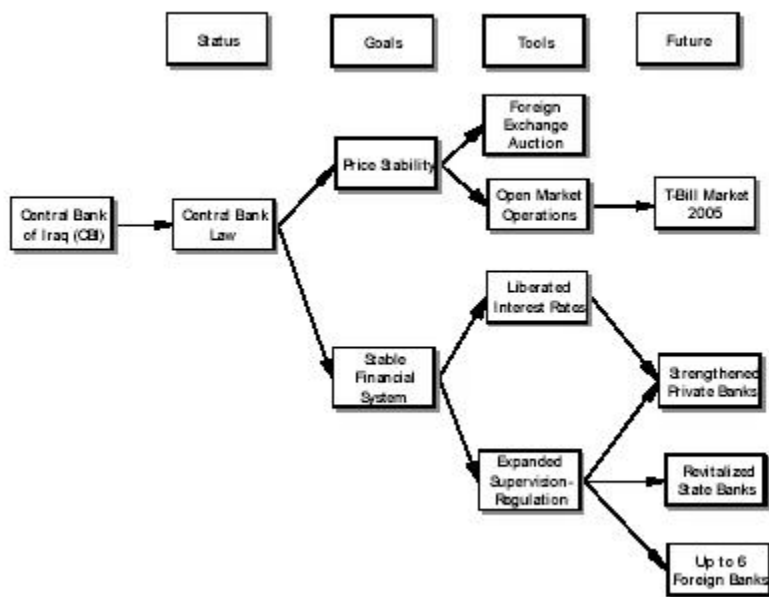 Status
Goals
Tools
Future
Foreign
Exchange
Auction
Price Stability
Central Bank
of Iraq (CBI)
Central Bank
Law
Open Market
Operations
T-Bill Market
2005
Liberated
Interest Rates
Stable
Financial
System
Strengthened
Private Banks
Expanded
Supervision-
Regulation
Revitalized
State Banks
Up to 6
Foreign Banks